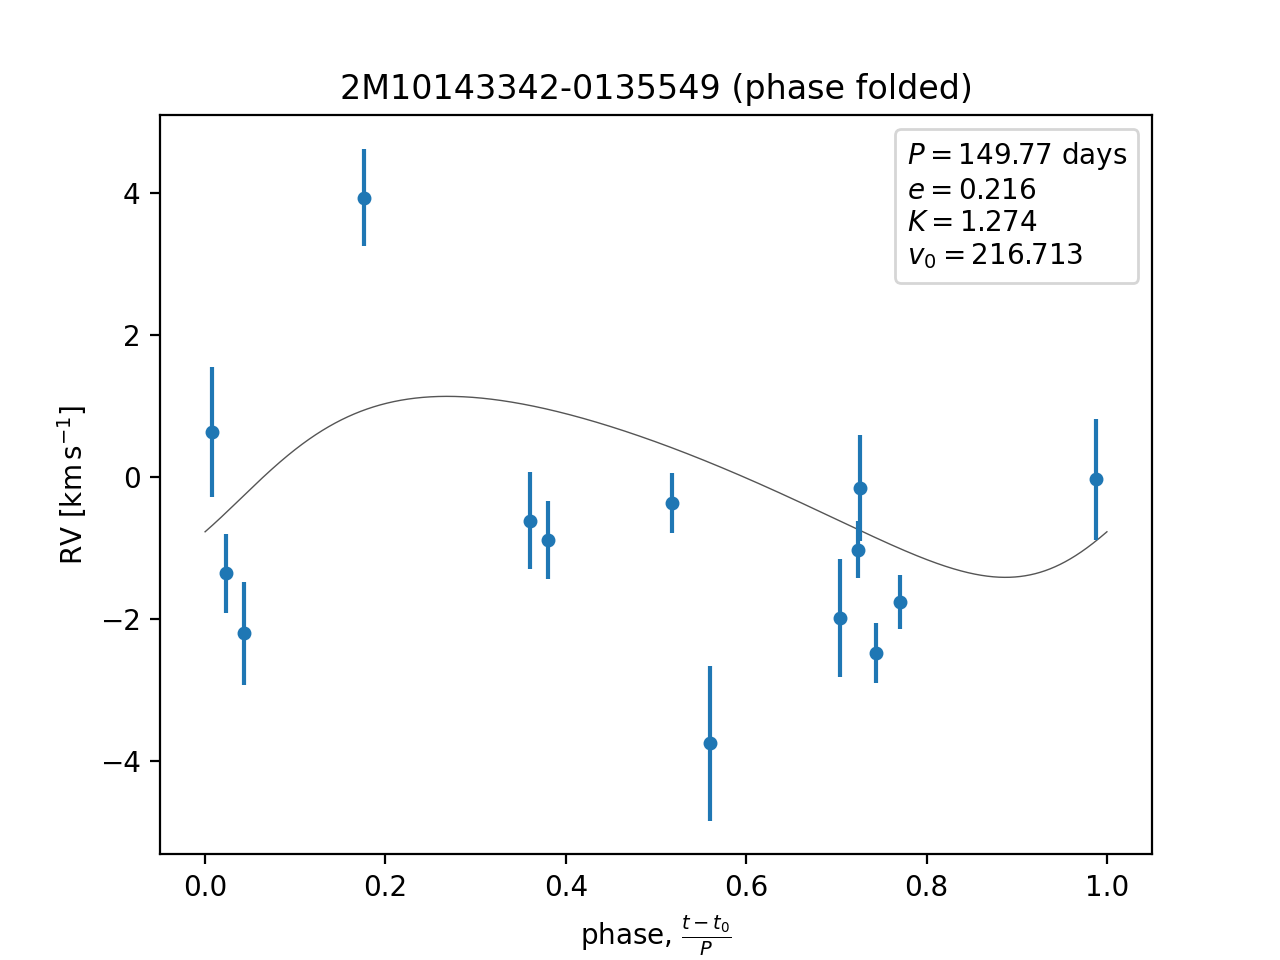 2M10143342-0135549 (phase folded)
P = 149.77 days
e = 0.216
K = 1.274
v₀ = 216.713
4
2
0
−2
−4
RV [km s⁻¹]
0.0 0.2 0.4 0.6 0.8 1.0
phase, (t − t₀)/P